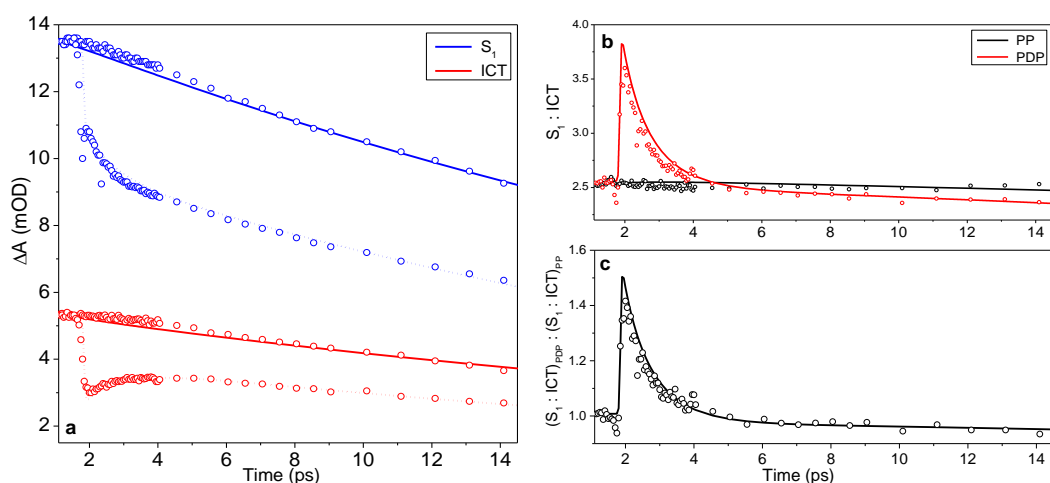 14
12
10
8
6
4
2
ΔA (mOD)
S1
ICT
a
2 4 6 8 10 12 14
Time (ps)
b
PP
PDP
4.0
3.5
3.0
2.5
2.0
S1 : ICT
2 4 6 8 10 12 14
c
1.6
1.4
1.2
1.0
(S1 : ICT)PDP : (S1 : ICT)PP
2 4 6 8 10 12 14
Time (ps)